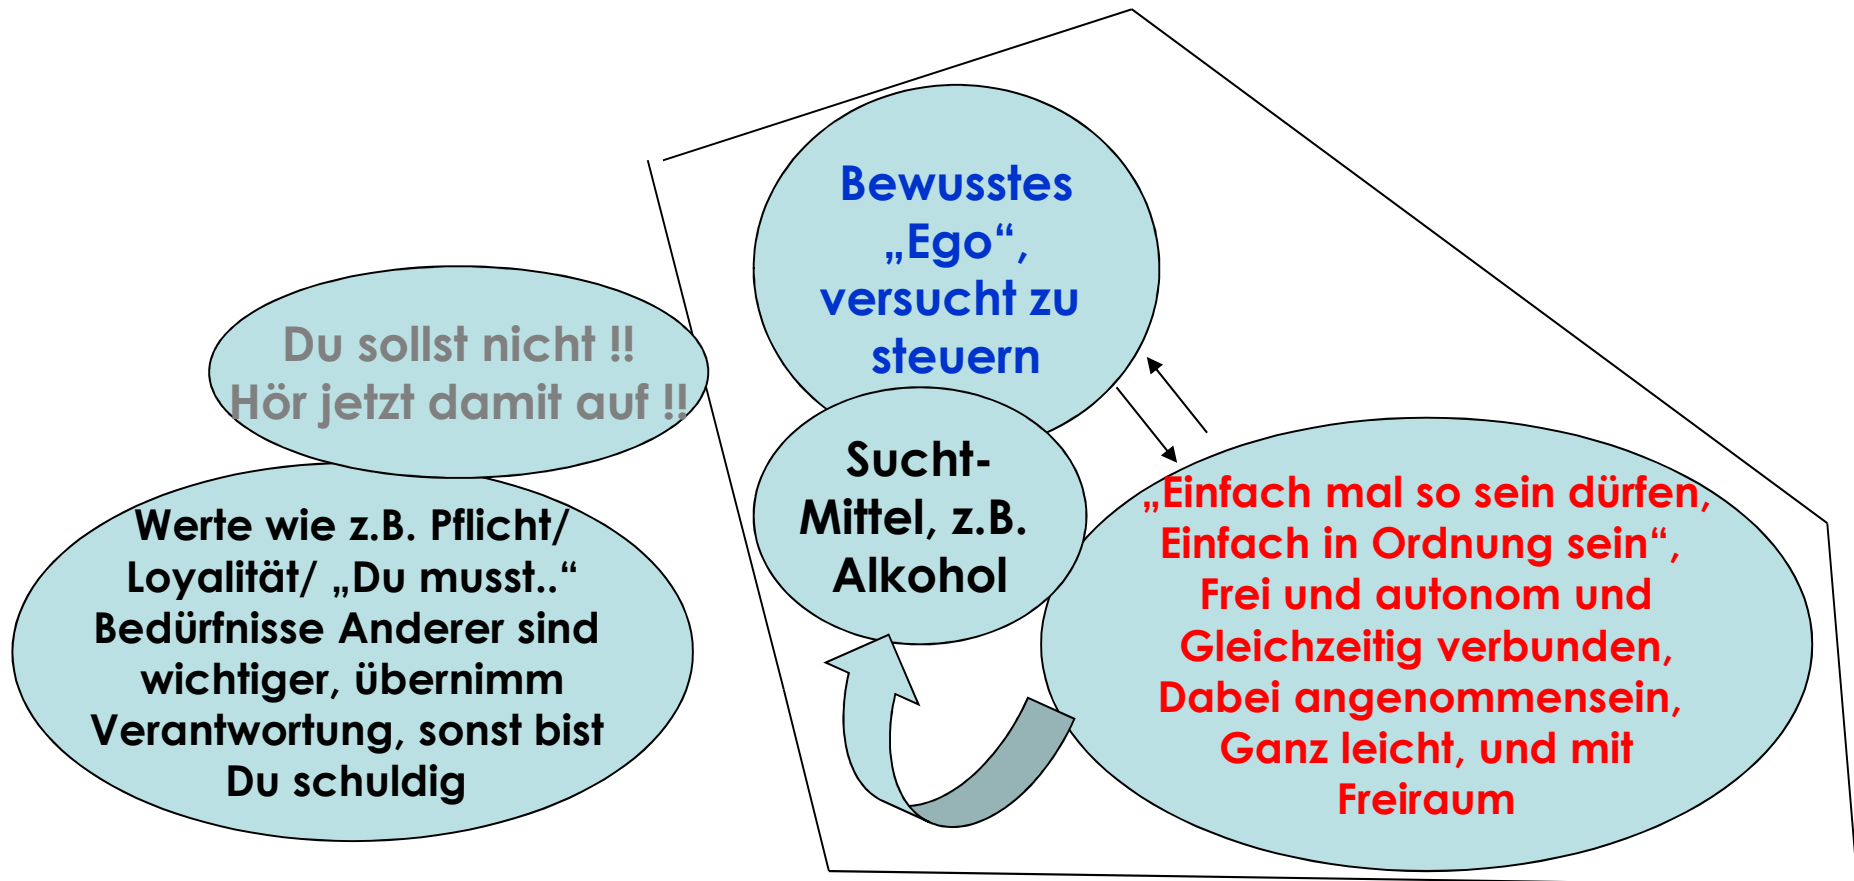 Bewusstes
„Ego“,
versucht zu
steuern
Du sollst nicht !!
Hör jetzt damit auf !!
Sucht-
Mittel, z.B.
Alkohol
Werte wie z.B. Pflicht/
Loyalität/ „Du musst..“
Bedürfnisse Anderer sind
wichtiger, übernimm
Verantwortung, sonst bist
Du schuldig
„Einfach mal so sein dürfen,
Einfach in Ordnung sein“,
Frei und autonom und
Gleichzeitig verbunden,
Dabei angenommensein,
Ganz leicht, und mit
Freiraum